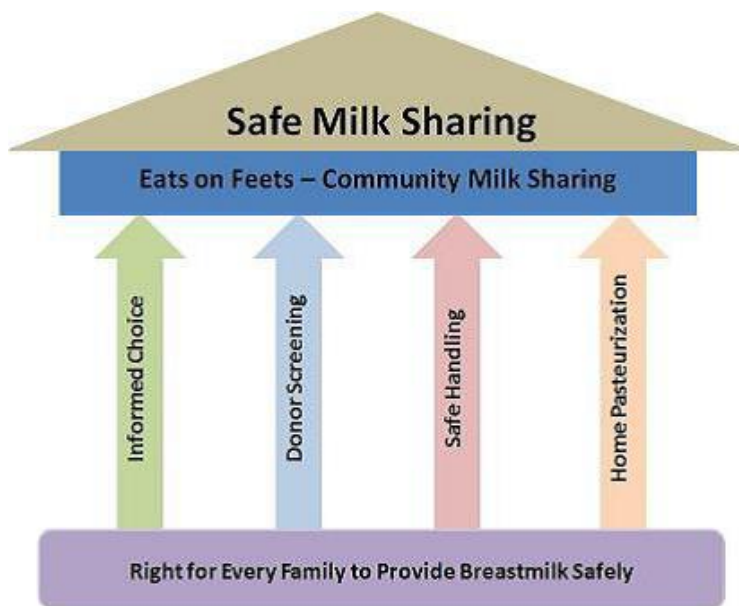 Safe Milk Sharing
Eats on Feets – Community Milk Sharing
Informed Choice
Donor Screening
Safe Handling
Home Pasteurization
Right for Every Family to Provide Breastmilk Safely